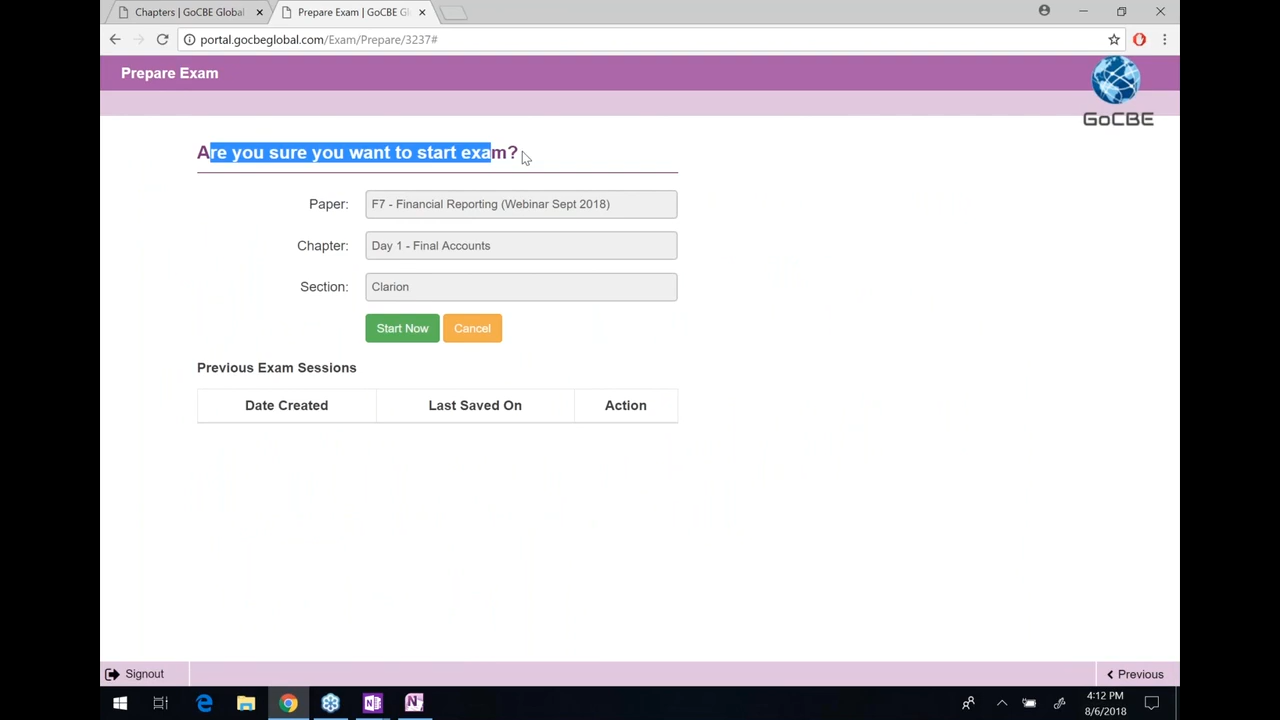 Chapters | GoCBE Global
Prepare Exam | GoCBE Gl
portal.gocbeglobal.com/Exam/Prepare/3237#
Prepare Exam
GoCBE
Are you sure you want to start exam?
Paper: F7 - Financial Reporting (Webinar Sept 2018)
Chapter: Day 1 - Final Accounts
Section: Clarion
Start Now Cancel
Previous Exam Sessions
Date Created Last Saved On Action
Signout
Previous
4:12 PM
8/6/2018